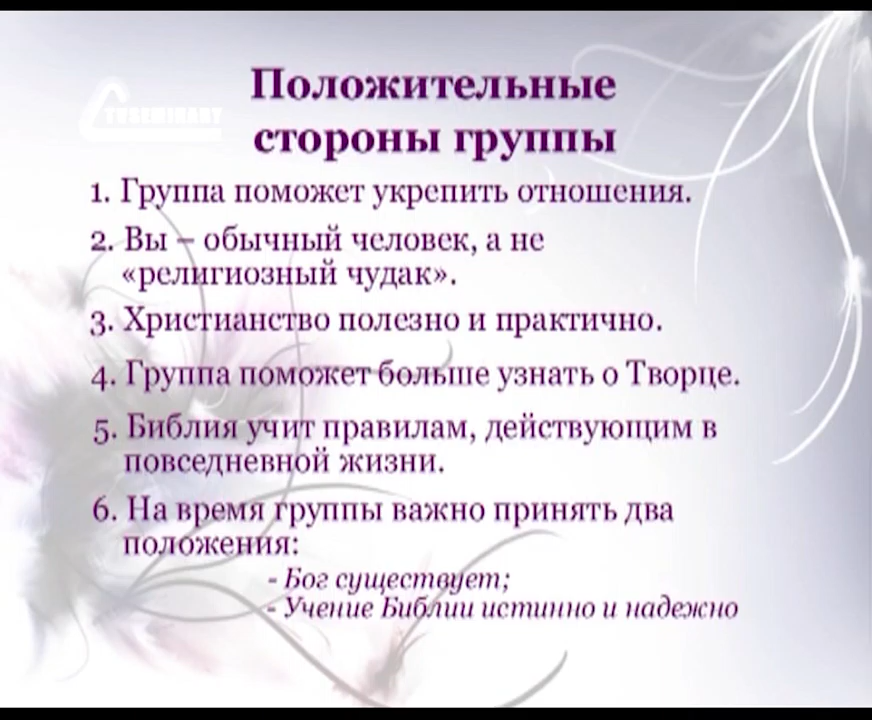 Положительные
стороны группы
1. Группа поможет укрепить отношения.
2. Вы – обычный человек, а не
«религиозный чудак».
3. Христианство полезно и практично.
4. Группа поможет больше узнать о Творце.
5. Библия учит правилам, действующим в
повседневной жизни.
6. На время группы важно принять два
положения:
- Бог существует;
- Учение Библии истинно и надежно